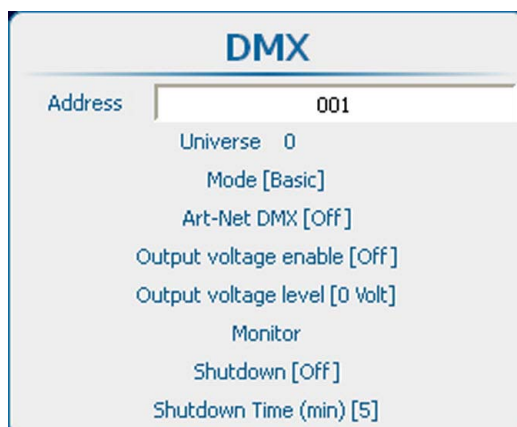 DMX
Address 001
Universe 0
Mode [Basic]
Art-Net DMX [Off]
Output voltage enable [Off]
Output voltage level [0 Volt]
Monitor
Shutdown [Off]
Shutdown Time (min) [5]